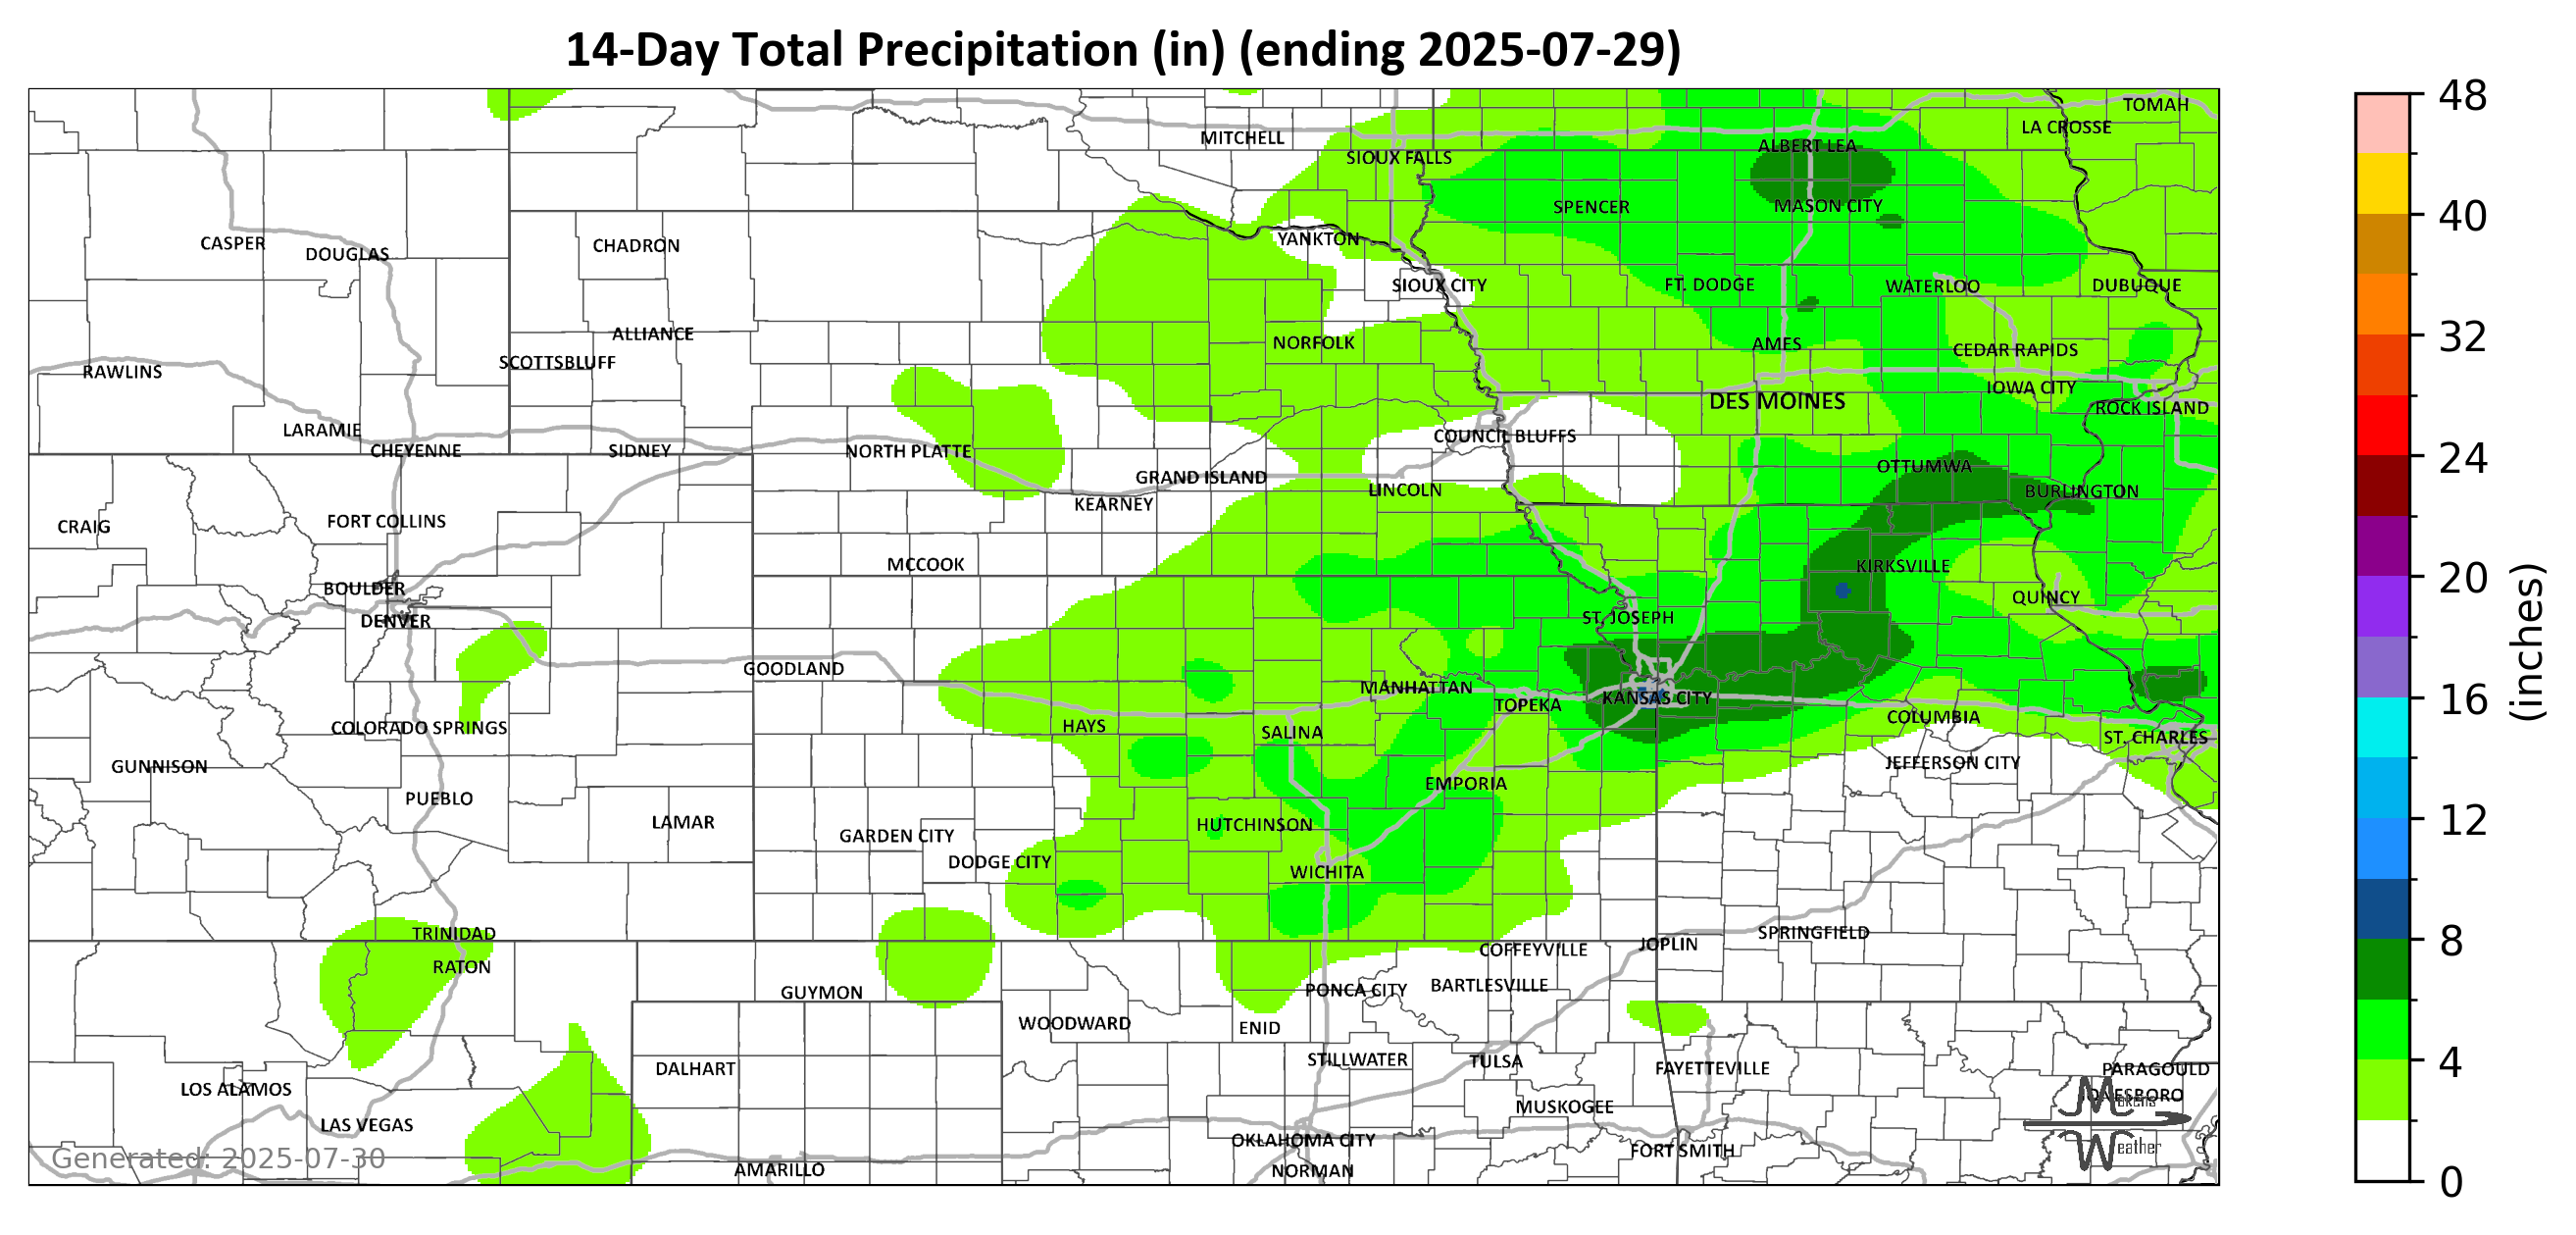 14-Day Total Precipitation (in) (ending 2025-07-29)
TOMAH
LA CROSSE
MITCHELL
ALBERT LEA
SIOUX FALLS
SPENCER
MASON CITY
YANKTON
CASPER
DOUGLAS
CHADRON
SIOUX CITY
FT. DODGE
WATERLOO
DUBUQUE
ALLIANCE
NORFOLK
AMES
CEDAR RAPIDS
SCOTTSBLUFF
RAWLINS
IOWA CITY
DES MOINES
ROCK ISLAND
LARAMIE
COUNCIL BLUFFS
CHEYENNE
SIDNEY
NORTH PLATTE
OTTUMWA
GRAND ISLAND
LINCOLN
BURLINGTON
KEARNEY
CRAIG
FORT COLLINS
MCCOOK
KIRKSVILLE
BOULDER
QUINCY
DENVER
ST. JOSEPH
GOODLAND
MANHATTAN
KANSAS CITY
TOPEKA
COLUMBIA
COLORADO SPRINGS
HAYS
SALINA
ST. CHARLES
GUNNISON
JEFFERSON CITY
EMPORIA
PUEBLO
LAMAR
HUTCHINSON
GARDEN CITY
DODGE CITY
WICHITA
TRINIDAD
SPRINGFIELD
JOPLIN
COFFEYVILLE
RATON
BARTLESVILLE
PONCA CITY
GUYMON
WOODWARD
ENID
STILLWATER
TULSA
DALHART
FAYETTEVILLE
PARAGOULD
LOS ALAMOS
JONESBORO
MUSKOGEE
LAS VEGAS
OKLAHOMA CITY
FORT SMITH
AMARILLO
NORMAN
Generated: 2025-07-30
Mokens
Weather
48
40
32
24
20
16
12
8
4
0
(inches)